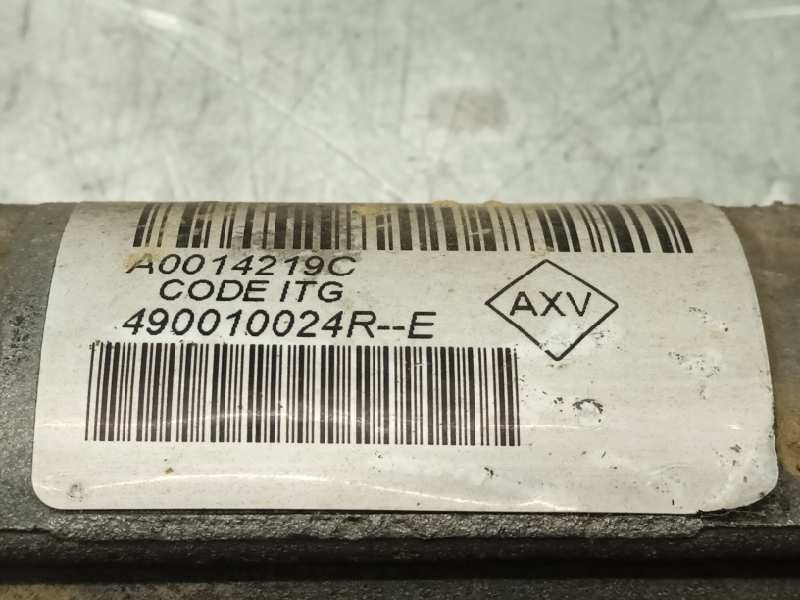 A0014219C
CODE ITG
AXV
490010024R--E